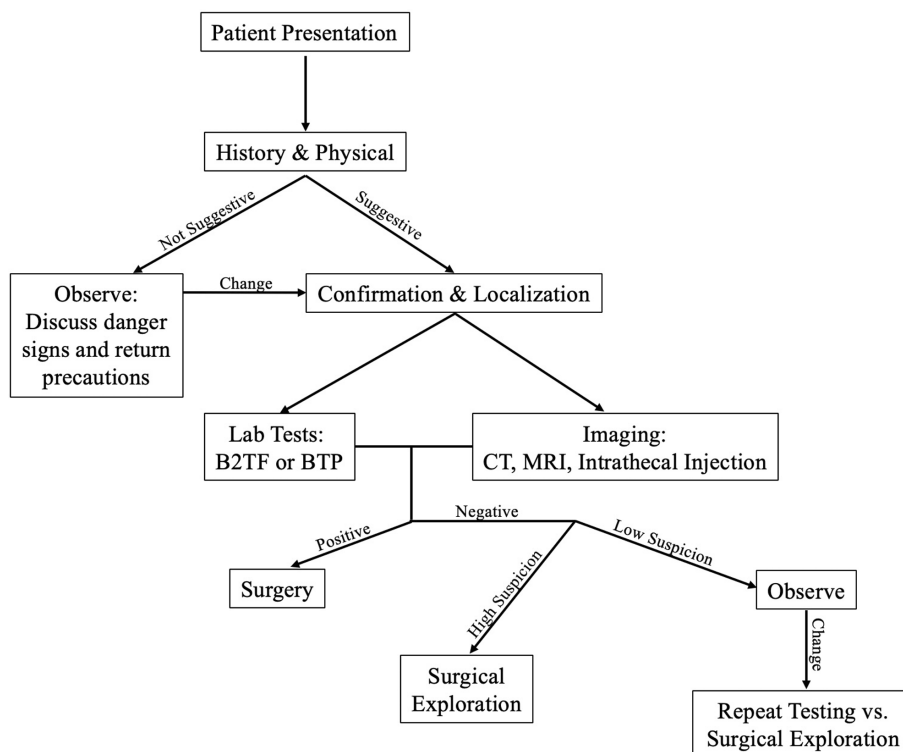 Patient Presentation
History & Physical
Not Suggestive
Suggestive
Observe:
Discuss danger
signs and return
precautions
Change
Confirmation & Localization
Lab Tests:
B2TF or BTP
Imaging:
CT, MRI, Intrathecal Injection
Positive
Negative
Low Suspicion
High Suspicion
Surgery
Observe
Change
Surgical
Exploration
Repeat Testing vs.
Surgical Exploration